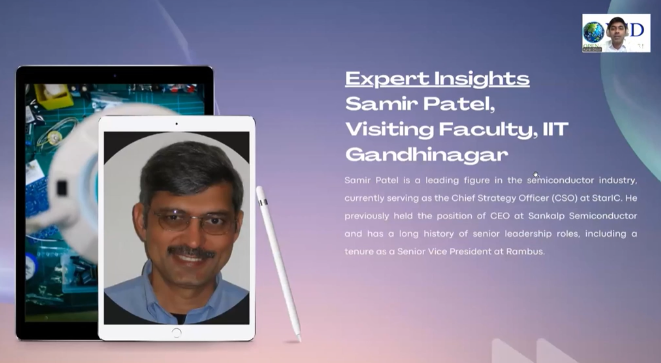 Expert Insights
Samir Patel,
Visiting Faculty, IIT
Gandhinagar
Samir Patel is a leading figure in the semiconductor industry,
currently serving as the Chief Strategy Officer (CSO) at StarIC. He
previously held the position of CEO at Sankalp Semiconductor
and has a long history of senior leadership roles, including a
tenure as a Senior Vice President at Rambus.